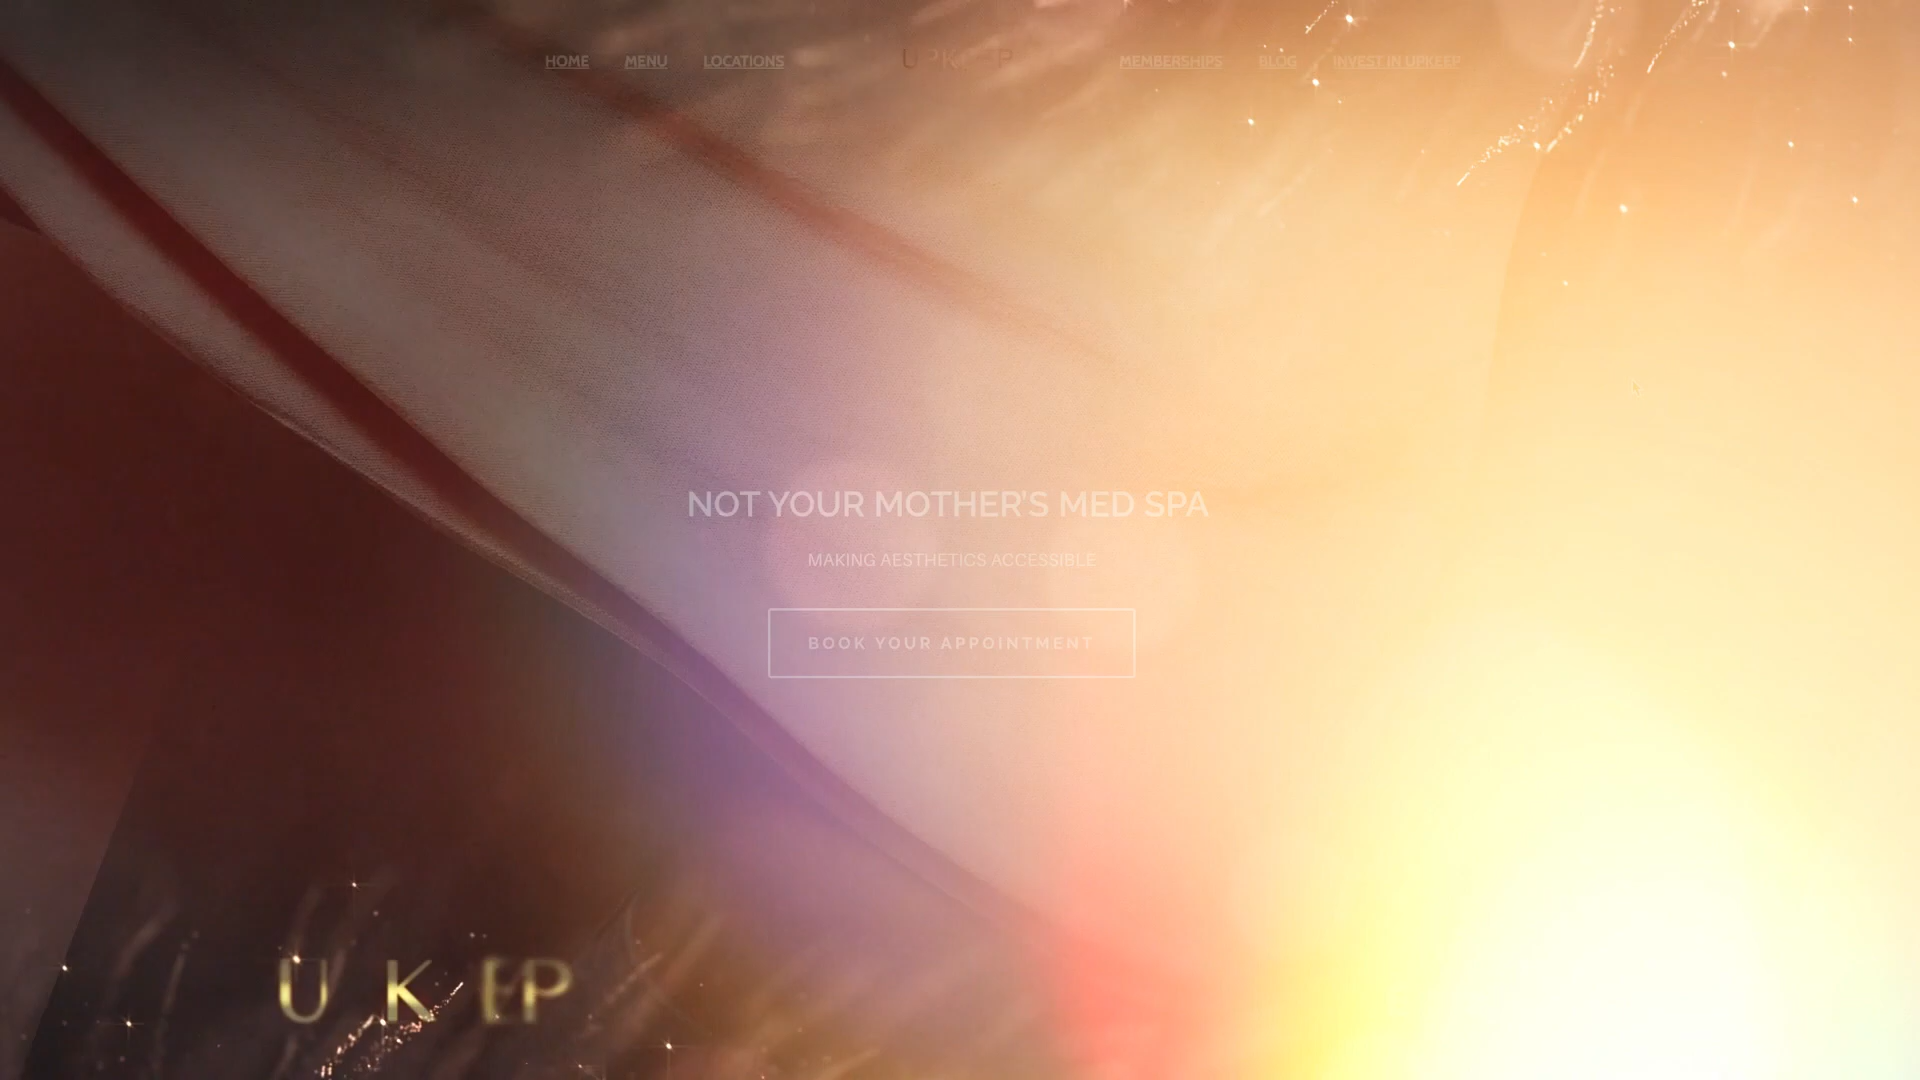 HOME MENU LOCATIONS UPKEEP MEMBERSHIPS BLOG INVEST IN UPKEEP
NOT YOUR MOTHER'S MED SPA
MAKING AESTHETICS ACCESSIBLE
BOOK YOUR APPOINTMENT